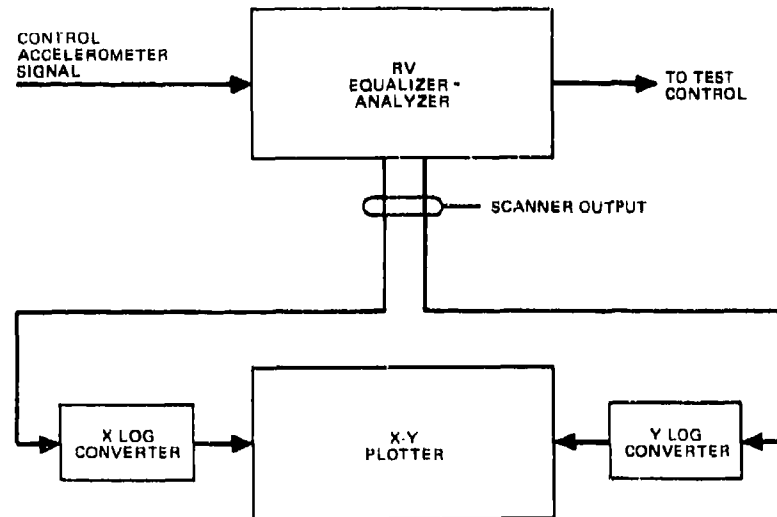 CONTROL
ACCELEROMETER
SIGNAL
RV
EQUALIZER -
ANALYZER
TO TEST
CONTROL
SCANNER OUTPUT
X LOG
CONVERTER
X-Y
PLOTTER
Y LOG
CONVERTER